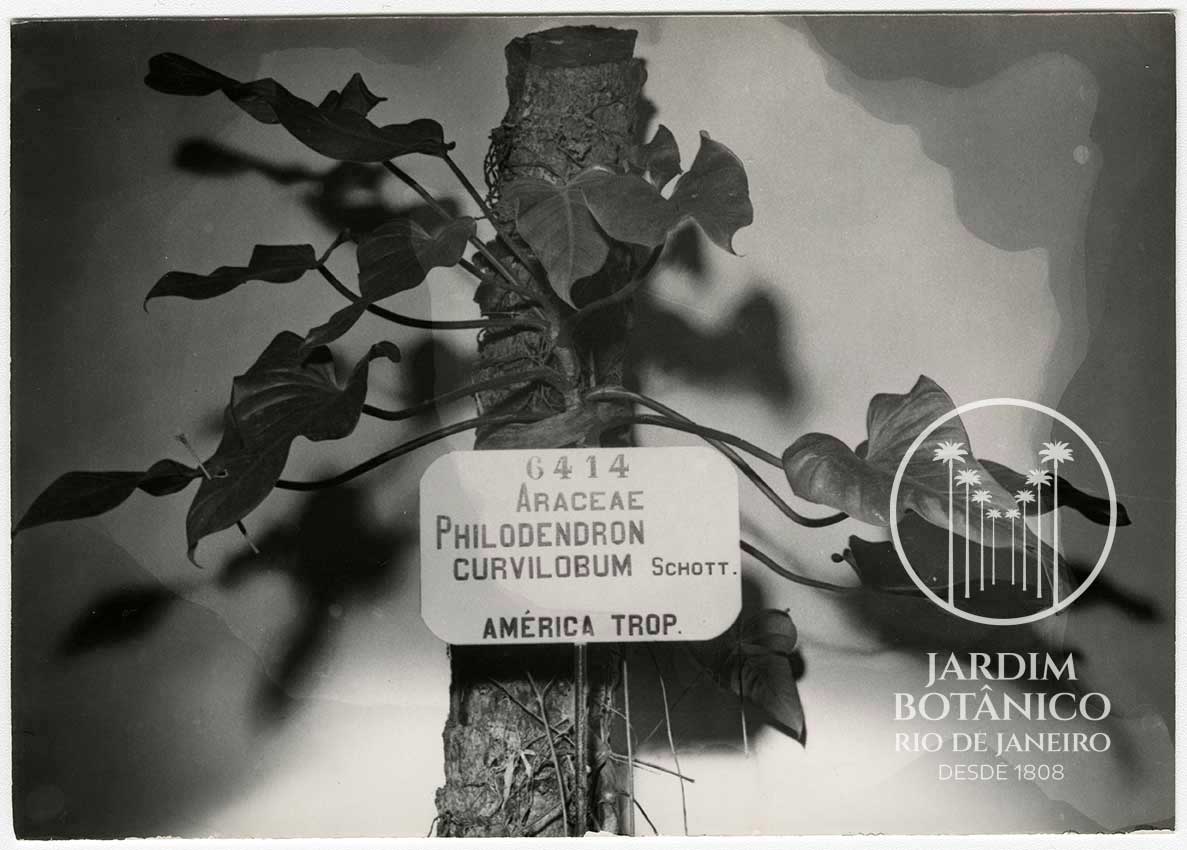 6414
ARACEAE
PHILODENDRON
CURVILOBUM SCHOTT.
AMÉRICA TROP.
JARDIM
BOTÂNICO
RIO DE JANEIRO
DESDE 1808